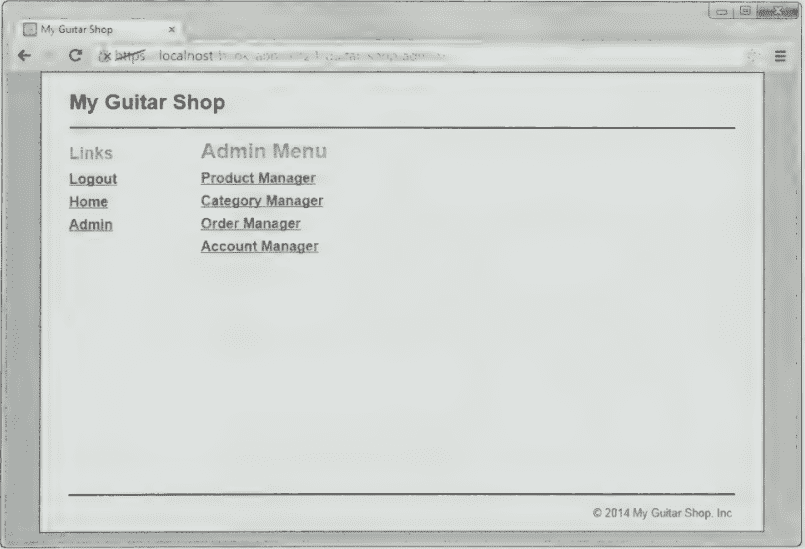 My Guitar Shop
https localhost
My Guitar Shop
Links
Logout
Home
Admin
Admin Menu
Product Manager
Category Manager
Order Manager
Account Manager
© 2014 My Guitar Shop. Inc